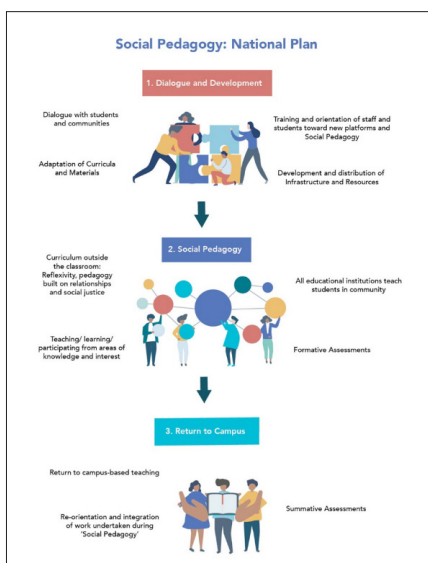 Social Pedagogy: National Plan
1. Dialogue and Development
Dialogue with students
and communities
Adaptation of Curricula
and Materials
Training and orientation of staff and
students toward new platforms and
Social Pedagogy
Development and distribution of
Infrastructure and Resources
2. Social Pedagogy
Curriculum outside
the classroom:
Reflexivity, pedagogy
built on relationships
and social justice
Teaching/ learning/
participating from areas of
knowledge and interest
All educational institutions teach
students in community
Formative Assessments
3. Return to Campus
Return to campus-based teaching
Re-orientation and integration
of work undertaken during
'Social Pedagogy'
Summative Assessments